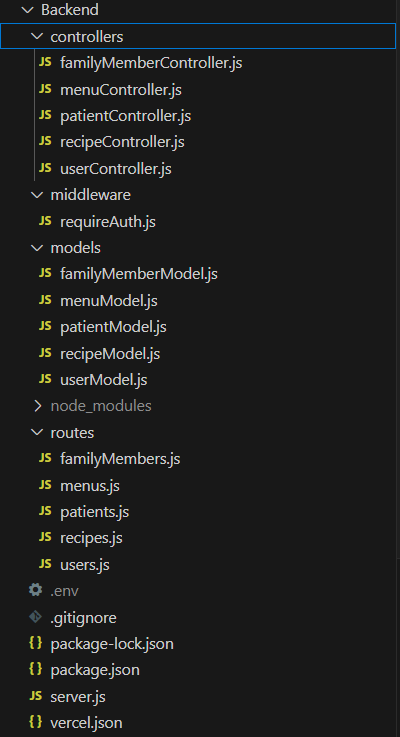 Backend
controllers
JS familyMemberController.js
JS menuController.js
JS patientController.js
JS recipeController.js
JS userController.js
middleware
JS requireAuth.js
models
JS familyMemberModel.js
JS menuModel.js
JS patientModel.js
JS recipeModel.js
JS userModel.js
node_modules
routes
JS familyMembers.js
JS menus.js
JS patients.js
JS recipes.js
JS users.js
.env
.gitignore
{} package-lock.json
{} package.json
JS server.js
{} vercel.json